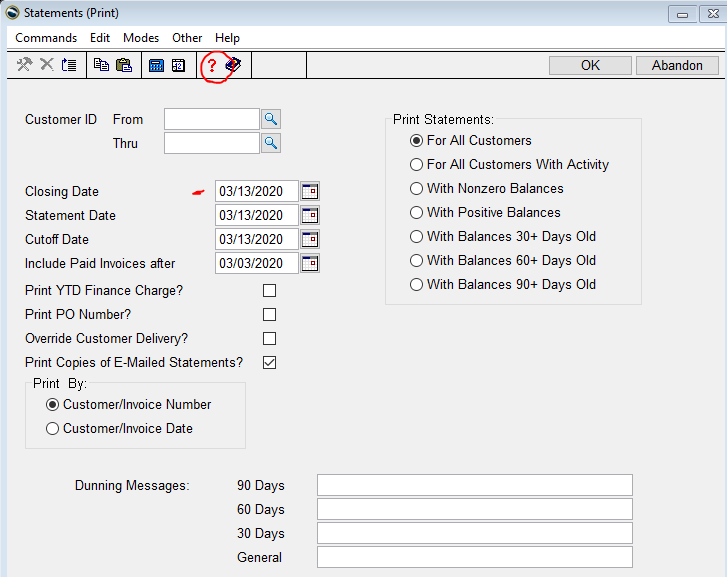 Statements (Print)
Commands Edit Modes Other Help
? OK Abandon
Customer ID From
Thru
Print Statements:
For All Customers
For All Customers With Activity
With Nonzero Balances
With Positive Balances
With Balances 30+ Days Old
With Balances 60+ Days Old
With Balances 90+ Days Old
Closing Date 03/13/2020
Statement Date 03/13/2020
Cutoff Date 03/13/2020
Include Paid Invoices after 03/03/2020
Print YTD Finance Charge?
Print PO Number?
Override Customer Delivery?
Print Copies of E-Mailed Statements?
Print By:
Customer/Invoice Number
Customer/Invoice Date
Dunning Messages: 90 Days
60 Days
30 Days
General